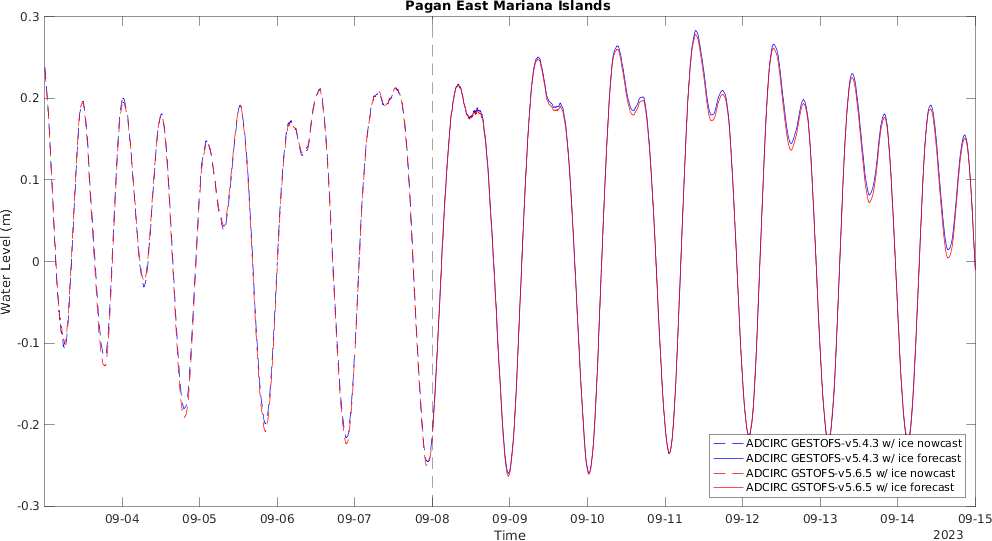 Pagan East Mariana Islands
0.3
0.2
0.1
0
-0.1
-0.2
-0.3
Water Level (m)
ADCIRC GESTOFS-v5.4.3 w/ ice nowcast
ADCIRC GESTOFS-v5.4.3 w/ ice forecast
ADCIRC GSTOFS-v5.6.5 w/ ice nowcast
ADCIRC GSTOFS-v5.6.5 w/ ice forecast
09-04 09-05 09-06 09-07 09-08 09-09 09-10 09-11 09-12 09-13 09-14 09-15
Time
2023